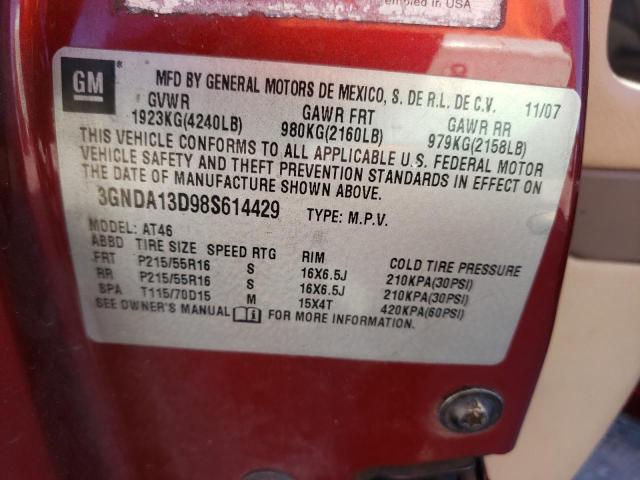 embled in USA
GM ®
MFD BY GENERAL MOTORS DE MEXICO, S. DE R.L. DE C.V. 11/07
GVWR GAWR FRT GAWR RR
1923KG(4240LB) 980KG(2160LB) 979KG(2158LB)
THIS VEHICLE CONFORMS TO ALL APPLICABLE U.S. FEDERAL MOTOR
VEHICLE SAFETY AND THEFT PREVENTION STANDARDS IN EFFECT ON
THE DATE OF MANUFACTURE SHOWN ABOVE.
3GNDA13D98S614429 TYPE: M.P.V.
MODEL: AT46
ABBD TIRE SIZE SPEED RTG RIM COLD TIRE PRESSURE
FRT P215/55R16 S 16X6.5J 210KPA(30PSI)
RR P215/55R16 S 16X6.5J 210KPA(30PSI)
SPA T115/70D15 M 15X4T 420KPA(60PSI)
SEE OWNER'S MANUAL FOR MORE INFORMATION.